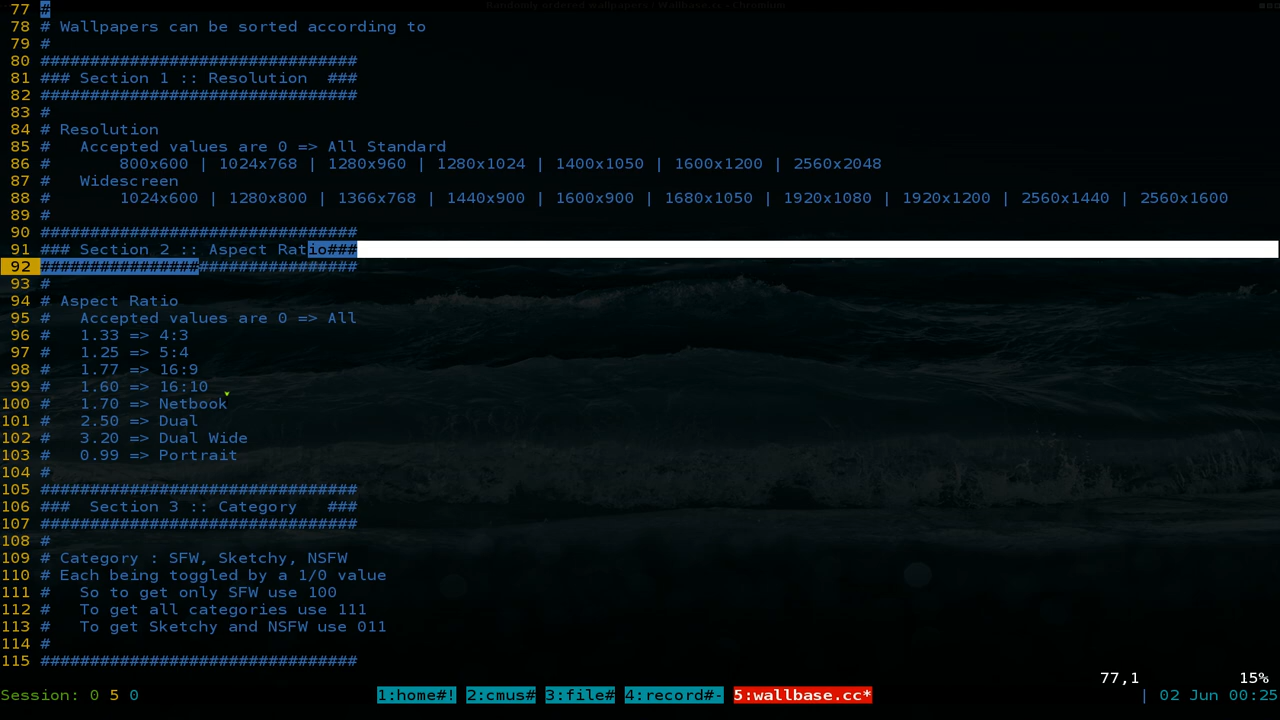 Randomly ordered wallpapers : Wallbase.cc - Chromium
77 #
78 # Wallpapers can be sorted according to
79 #
80 ################################
81 ### Section 1 :: Resolution  ###
82 ################################
83 #
84 # Resolution
85 #   Accepted values are 0 => All Standard
86 #       800x600 | 1024x768 | 1280x960 | 1280x1024 | 1400x1050 | 1600x1200 | 2560x2048
87 #   Widescreen
88 #       1024x600 | 1280x800 | 1366x768 | 1440x900 | 1600x900 | 1680x1050 | 1920x1080 | 1920x1200 | 2560x1440 | 2560x1600
89 #
90 ################################
91 ### Section 2 :: Aspect Ratio###
92 ################################
93 #
94 # Aspect Ratio
95 #   Accepted values are 0 => All
96 #   1.33 => 4:3
97 #   1.25 => 5:4
98 #   1.77 => 16:9
99 #   1.60 => 16:10
100 #   1.70 => Netbook
101 #   2.50 => Dual
102 #   3.20 => Dual Wide
103 #   0.99 => Portrait
104 #
105 ################################
106 ###  Section 3 :: Category   ###
107 ################################
108 #
109 # Category : SFW, Sketchy, NSFW
110 # Each being toggled by a 1/0 value
111 #   So to get only SFW use 100
112 #   To get all categories use 111
113 #   To get Sketchy and NSFW use 011
114 #
115 ################################
77,1 15%
Session: 0 5 0 1:home#! 2:cmus# 3:file# 4:record#- 5:wallbase.cc* | 02 Jun 00:25